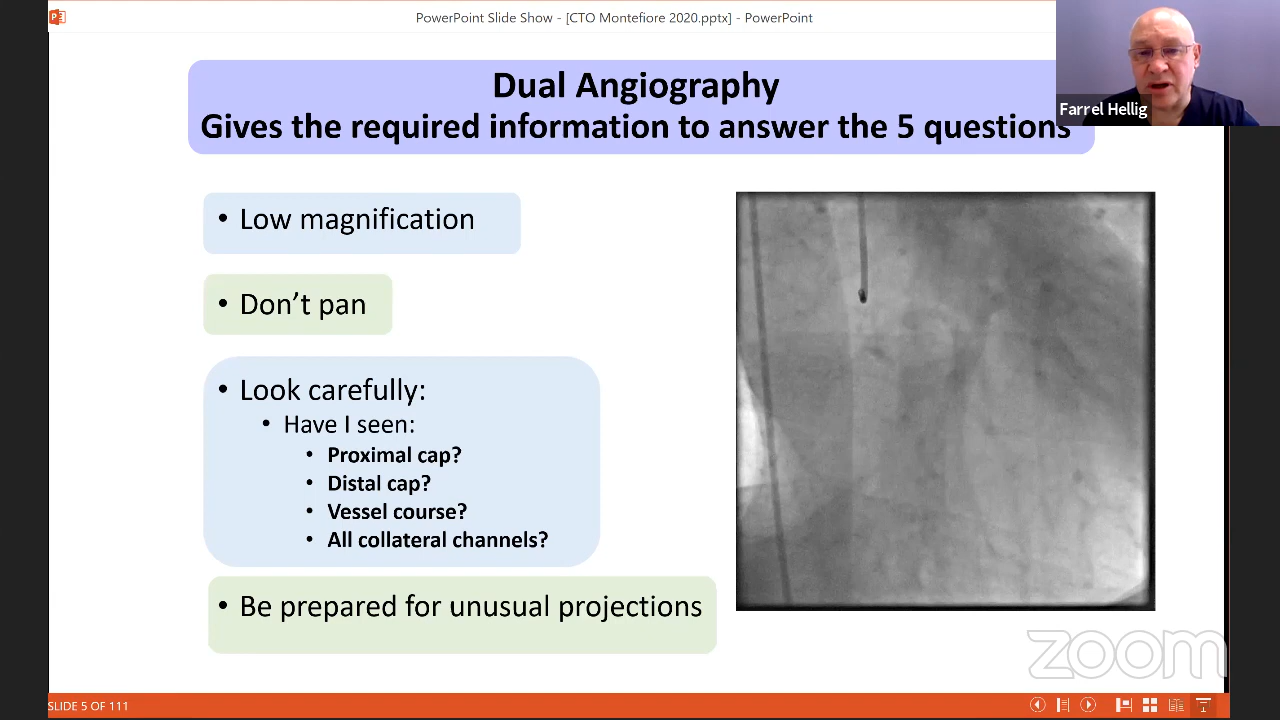 PowerPoint Slide Show - [CTO Montefiore 2020.pptx] - PowerPoint
Farrel Hellig
Dual Angiography
Gives the required information to answer the 5 questions
• Low magnification
• Don’t pan
• Look carefully:
• Have I seen:
• Proximal cap?
• Distal cap?
• Vessel course?
• All collateral channels?
• Be prepared for unusual projections
zoom
SLIDE 5 OF 111